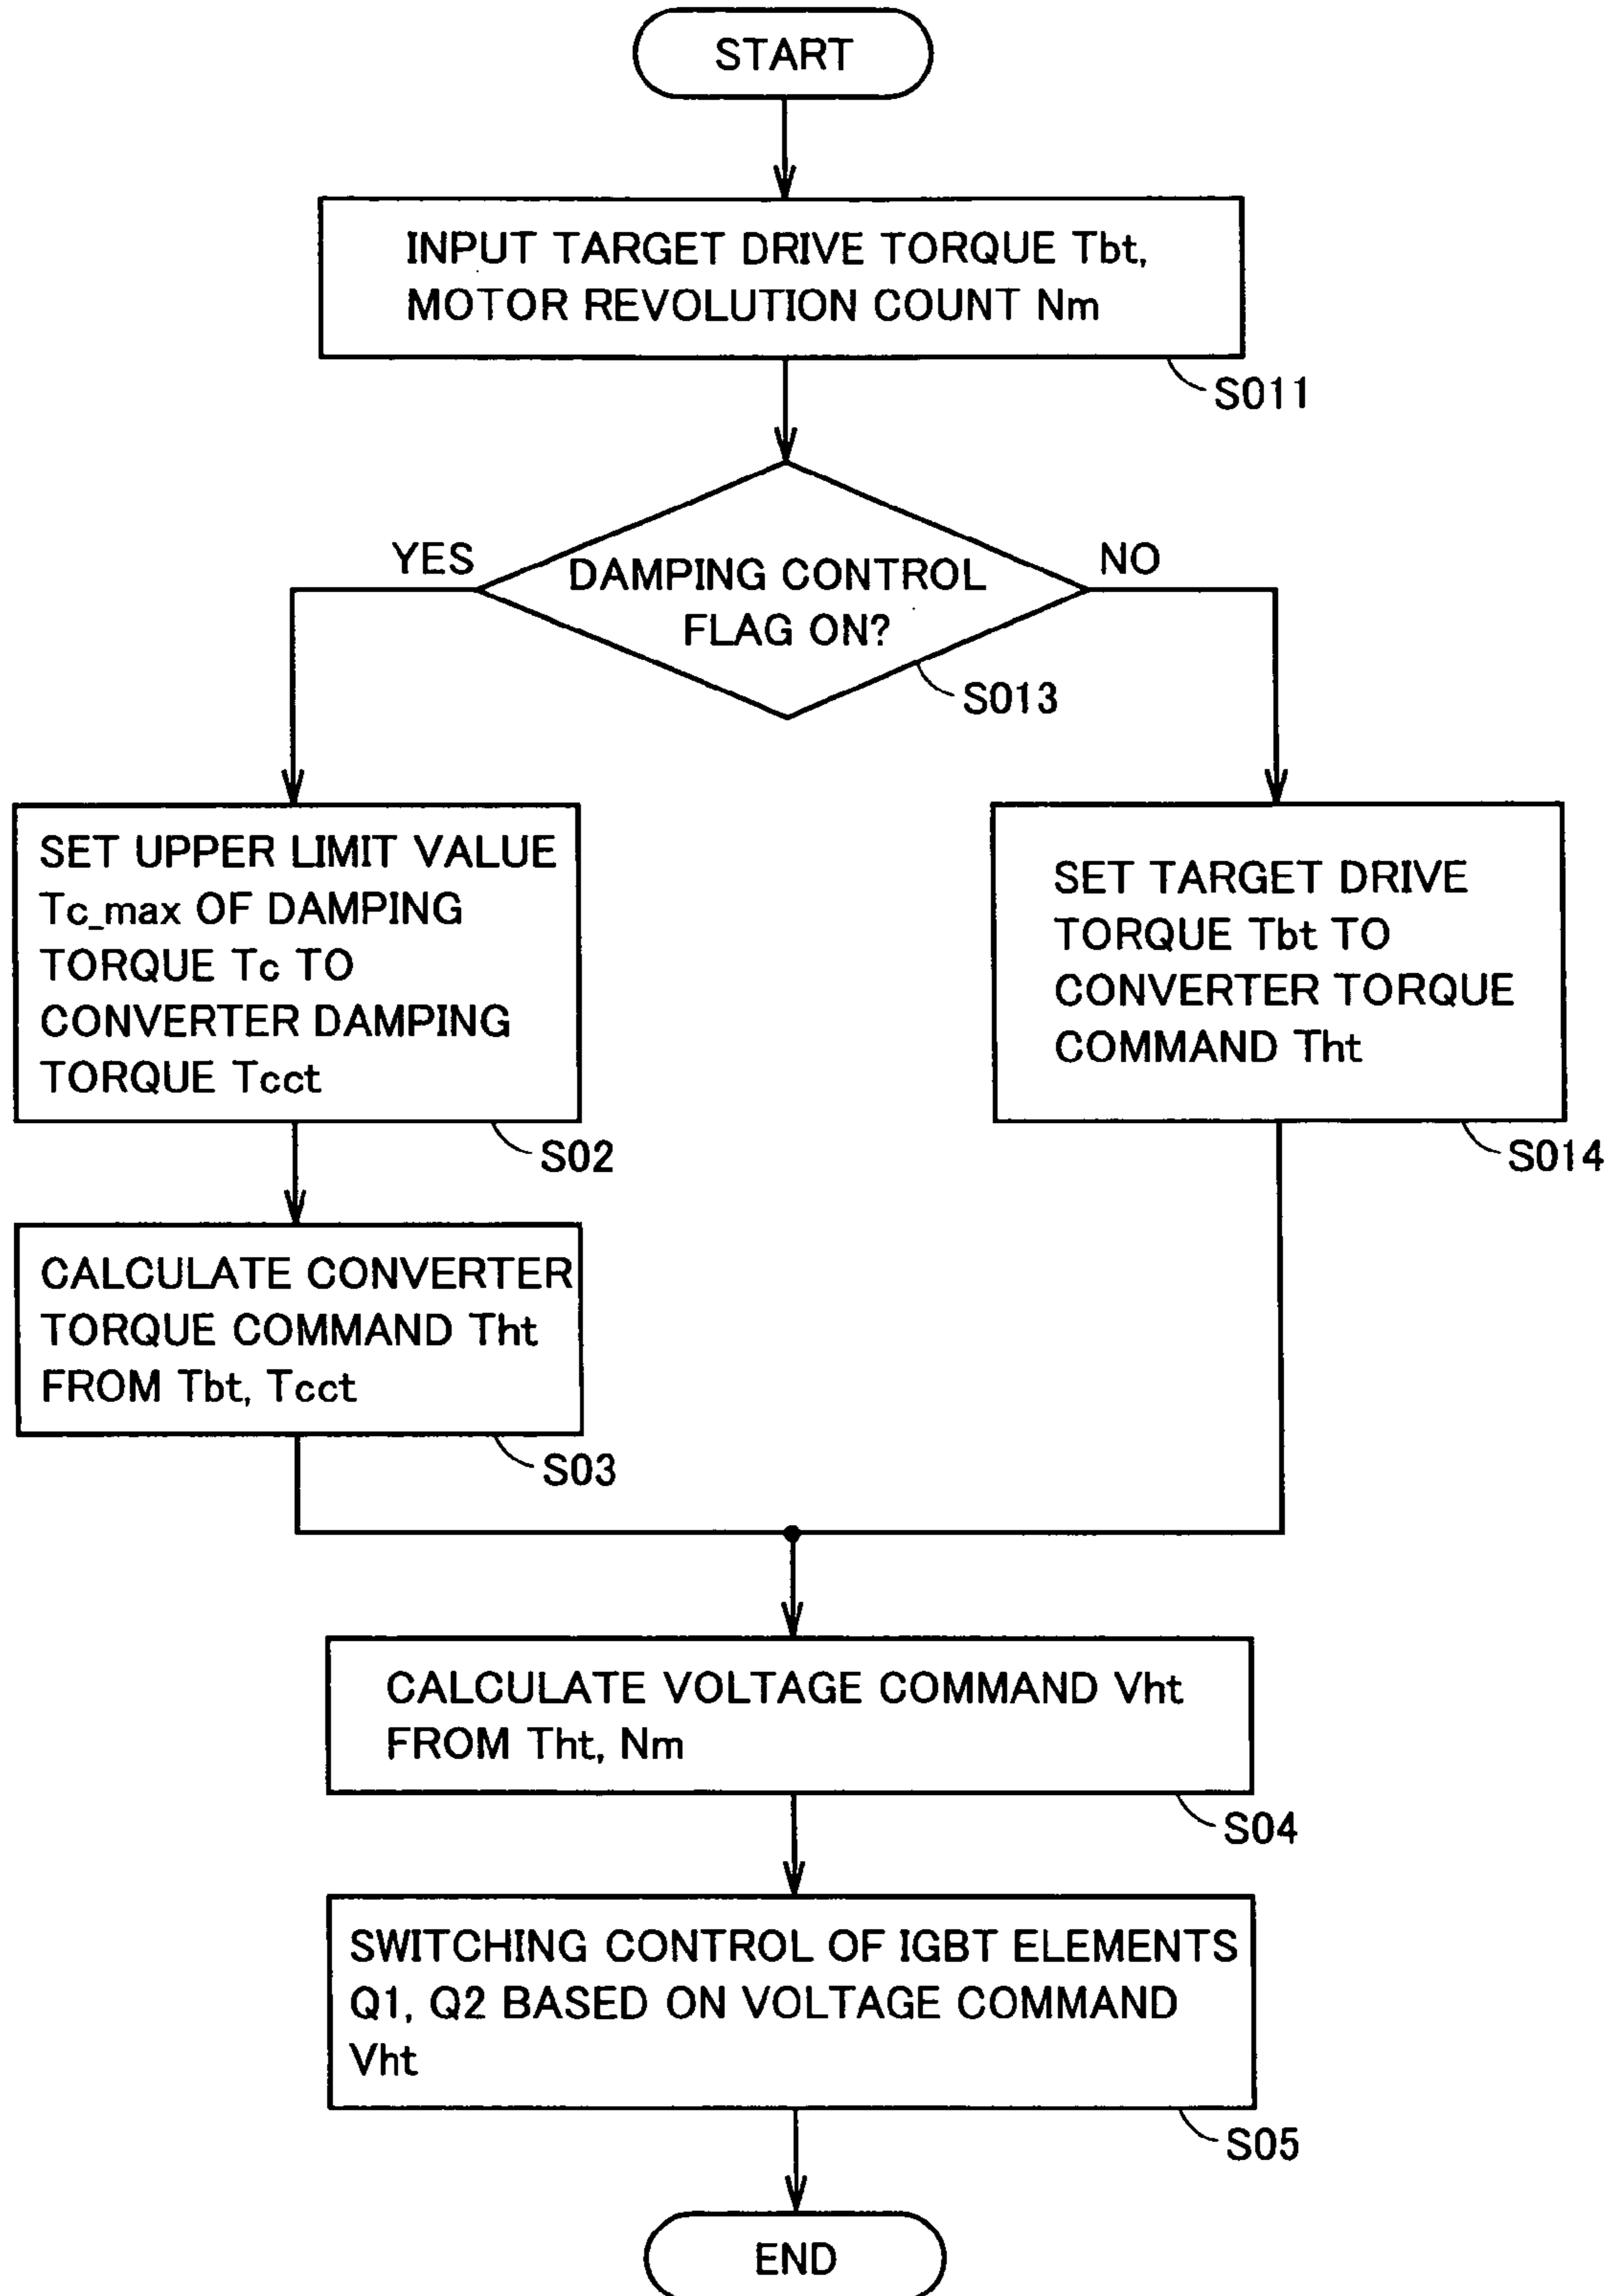 START
INPUT TARGET DRIVE TORQUE Tbt,
MOTOR REVOLUTION COUNT Nm
S011
YES
NO
DAMPING CONTROL
FLAG ON?
S013
SET UPPER LIMIT VALUE
Tc_max OF DAMPING
TORQUE Tc TO
CONVERTER DAMPING
TORQUE Tcct
S02
SET TARGET DRIVE
TORQUE Tbt TO
CONVERTER TORQUE
COMMAND Tht
S014
CALCULATE CONVERTER
TORQUE COMMAND Tht
FROM Tbt, Tcct
S03
CALCULATE VOLTAGE COMMAND Vht
FROM Tht, Nm
S04
SWITCHING CONTROL OF IGBT ELEMENTS
Q1, Q2 BASED ON VOLTAGE COMMAND
Vht
S05
END